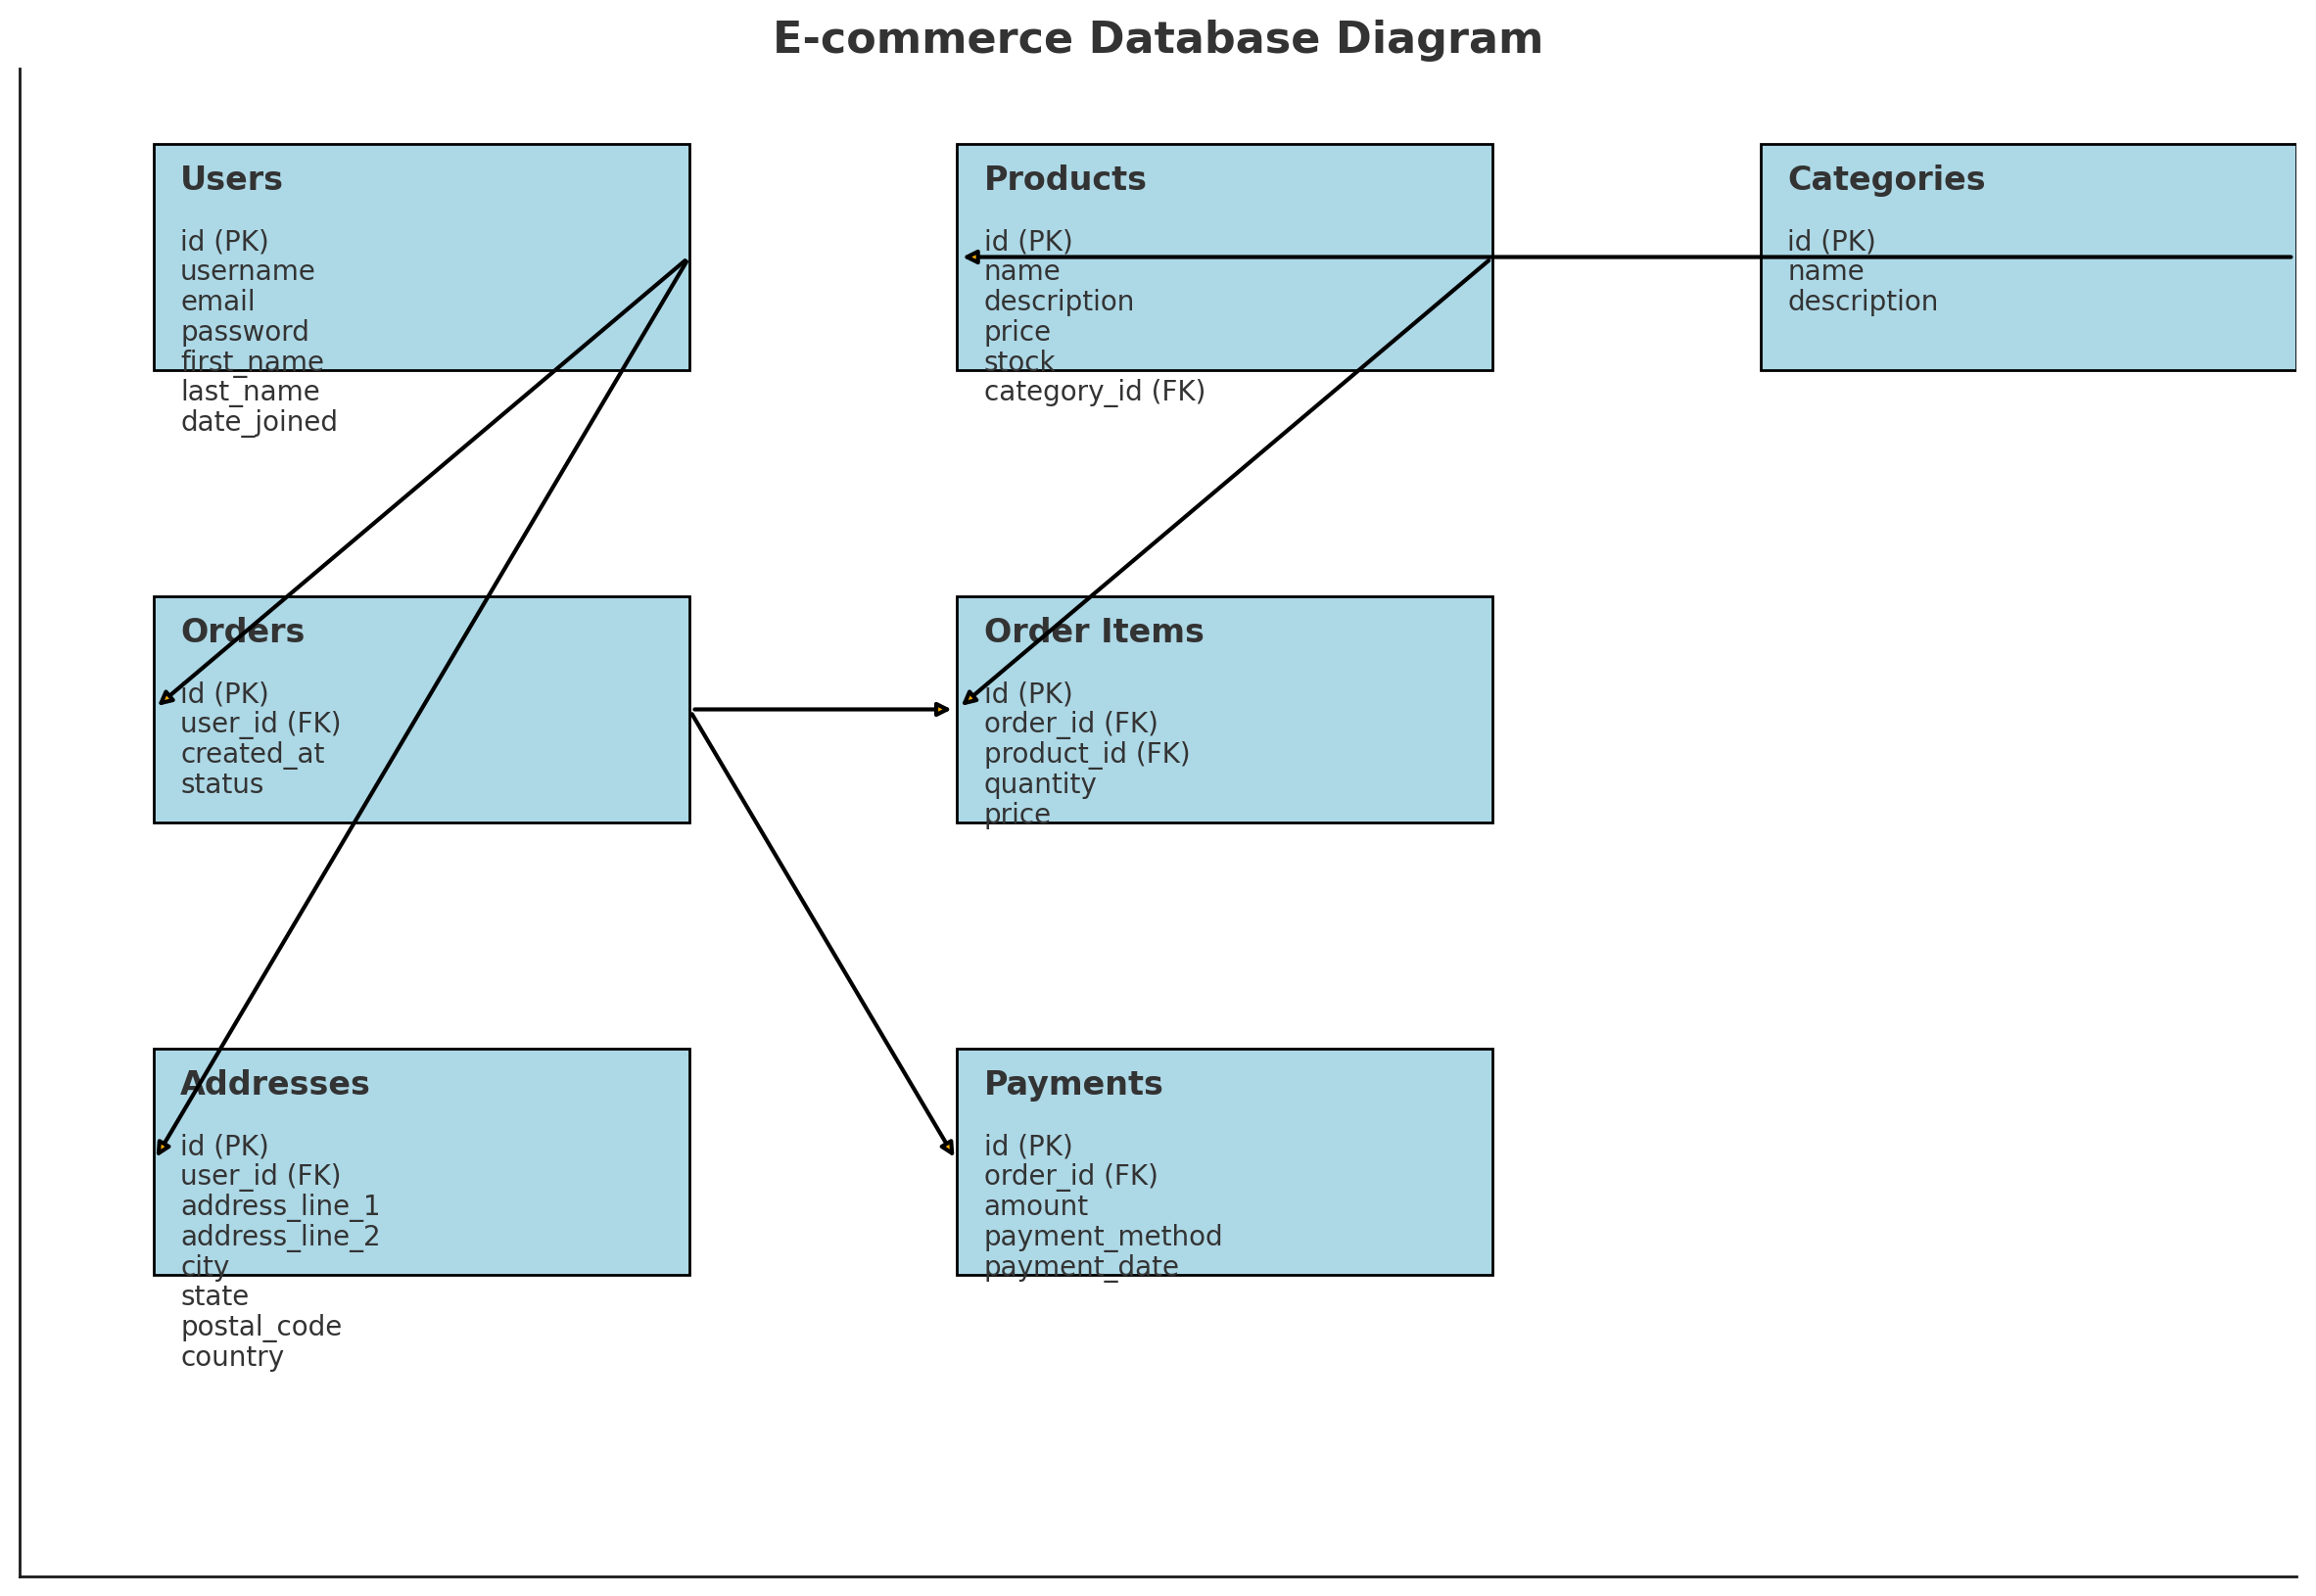 E-commerce Database Diagram
Users
id (PK)
username
email
password
first_name
last_name
date_joined
Products
id (PK)
name
description
price
stock
category_id (FK)
Categories
id (PK)
name
description
Orders
id (PK)
user_id (FK)
created_at
status
Order Items
id (PK)
order_id (FK)
product_id (FK)
quantity
price
Addresses
id (PK)
user_id (FK)
address_line_1
address_line_2
city
state
postal_code
country
Payments
id (PK)
order_id (FK)
amount
payment_method
payment_date